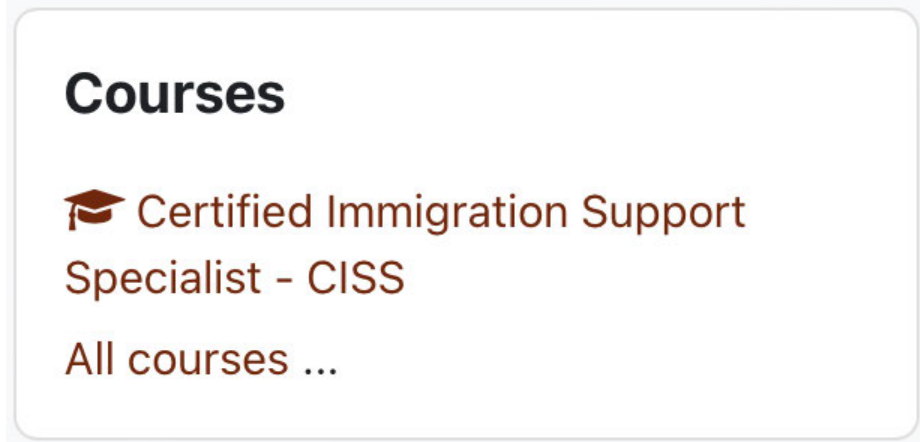 Courses
Certified Immigration Support
Specialist - CISS
All courses ...